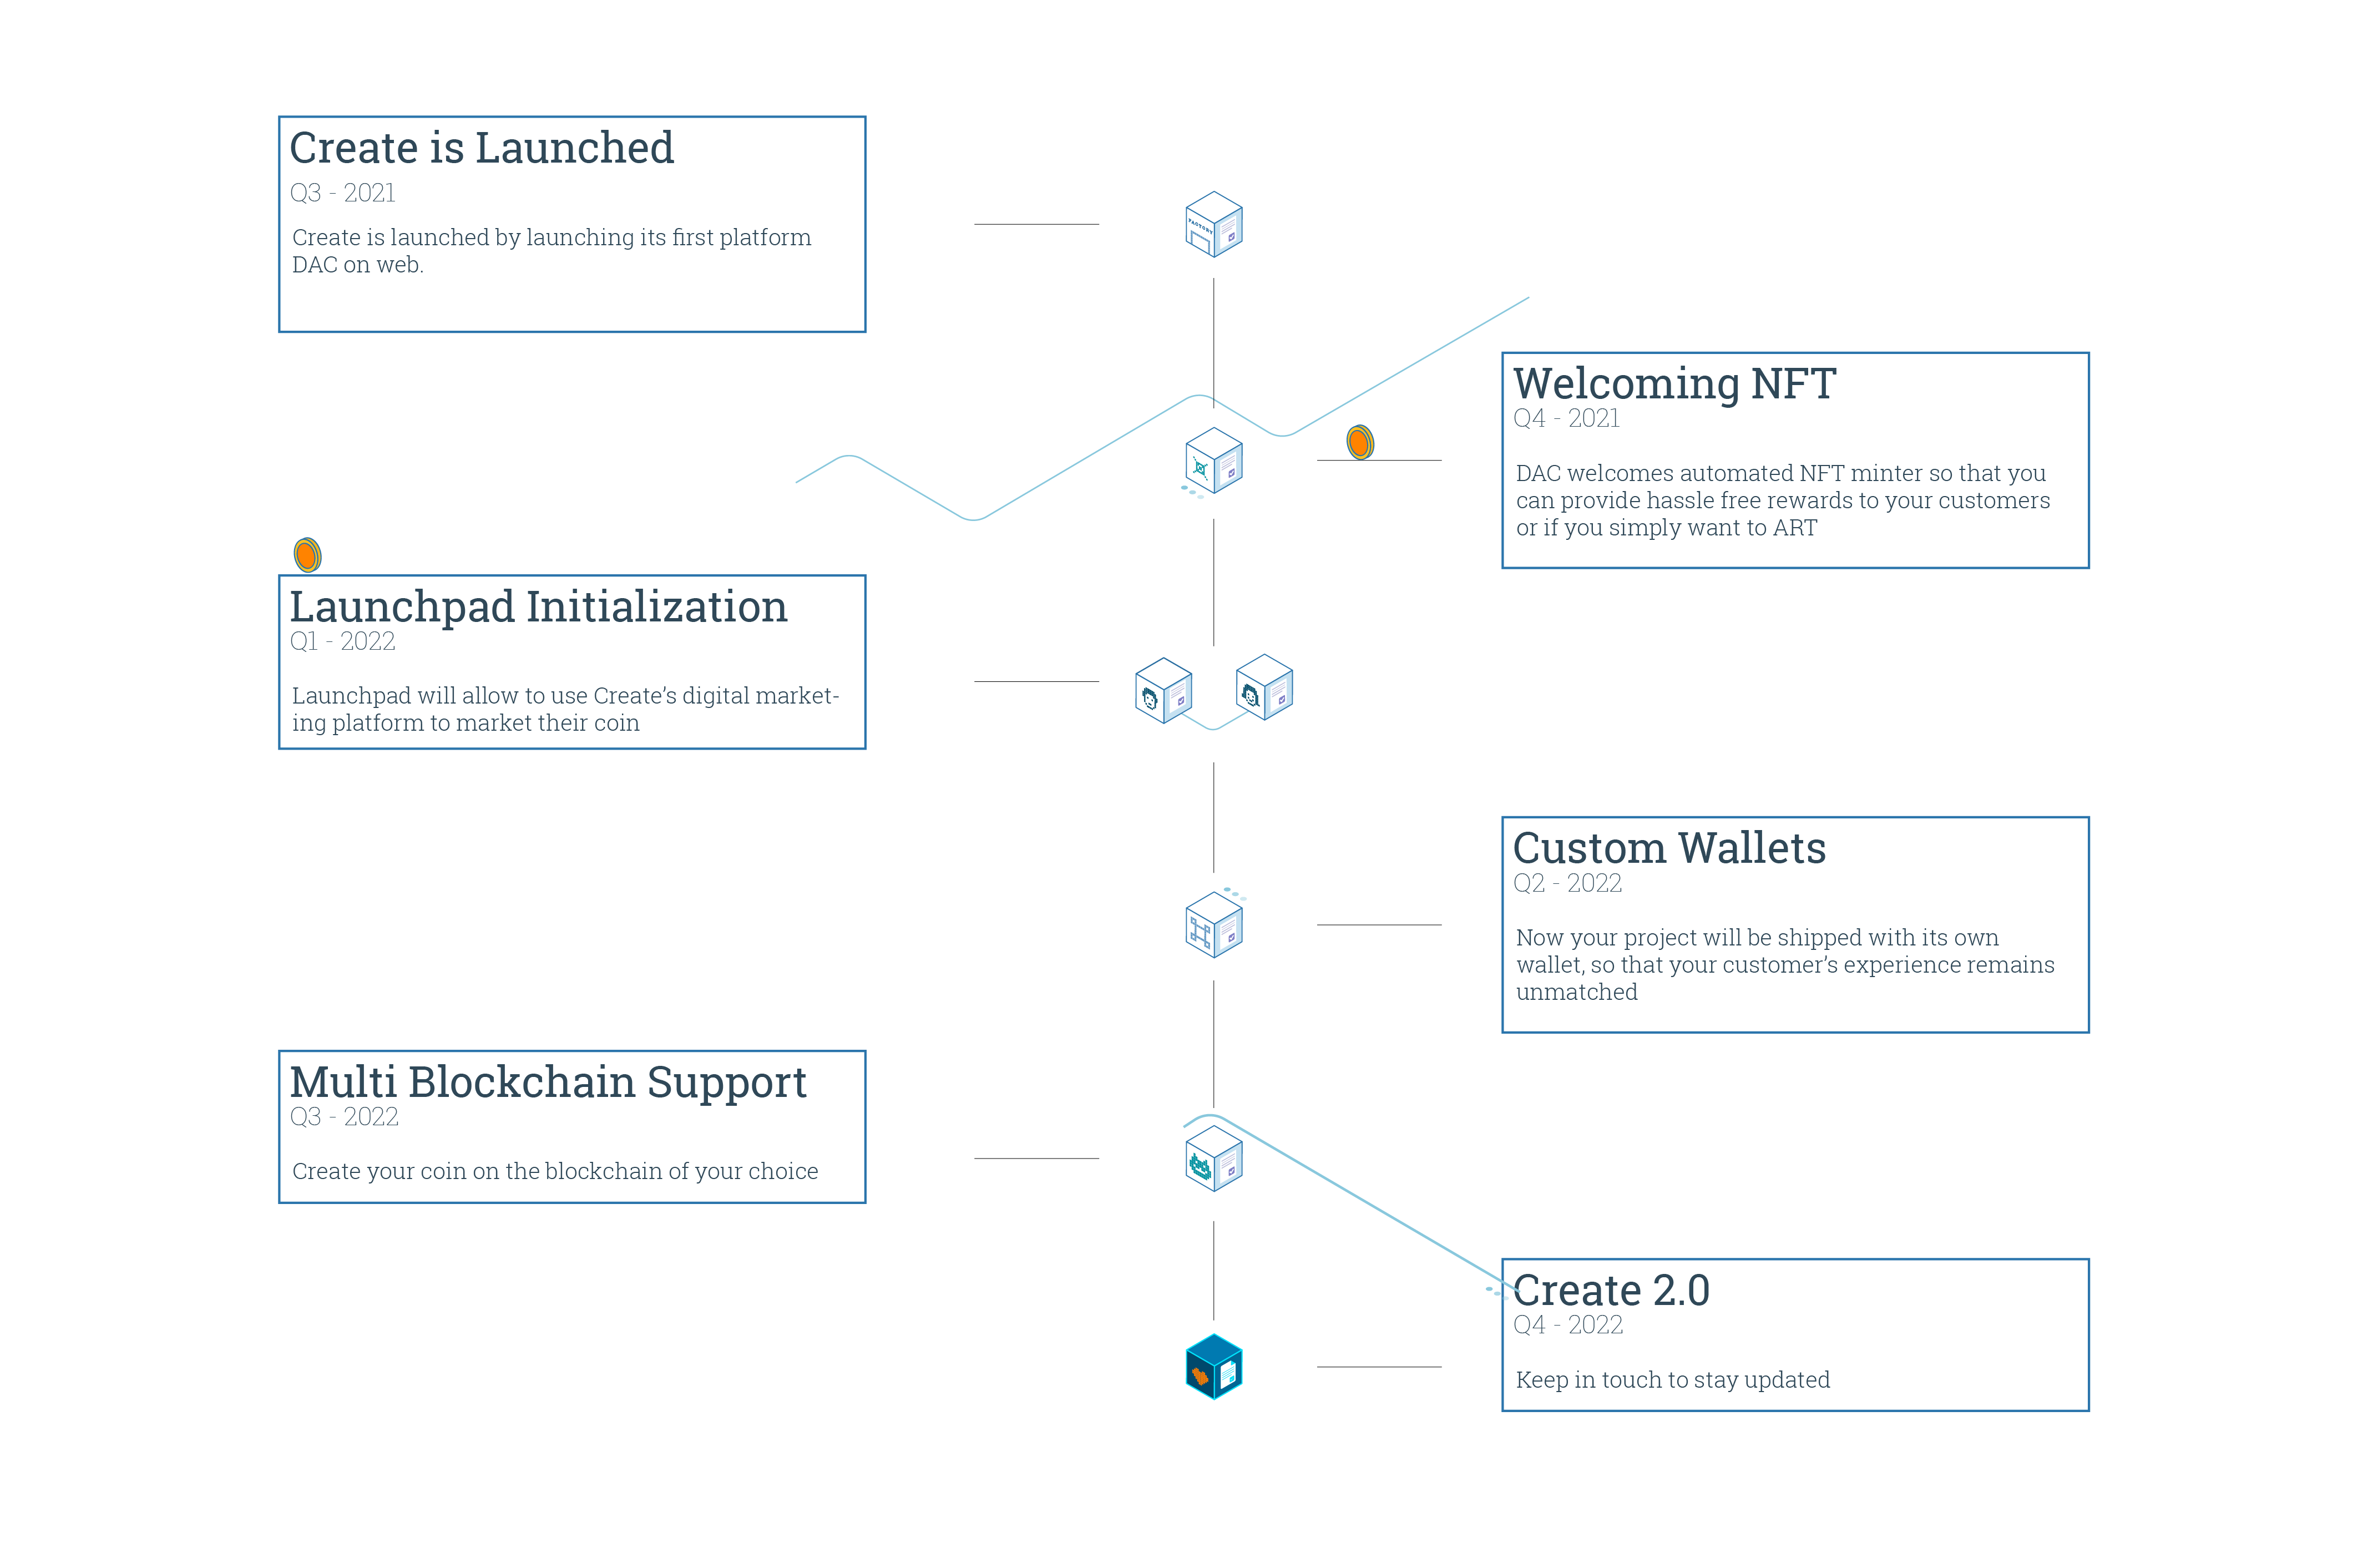 Create is Launched
Q3 - 2021
Create is launched by launching its first platform
DAC on web.
FACTORY
Welcoming NFT
Q4 - 2021
DAC welcomes automated NFT minter so that you
can provide hassle free rewards to your customers
or if you simply want to ART
Launchpad Initialization
Q1 - 2022
Launchpad will allow to use Create’s digital market-
ing platform to market their coin
Custom Wallets
Q2 - 2022
Now your project will be shipped with its own
wallet, so that your customer’s experience remains
unmatched
Multi Blockchain Support
Q3 - 2022
Create your coin on the blockchain of your choice
Create 2.0
Q4 - 2022
Keep in touch to stay updated